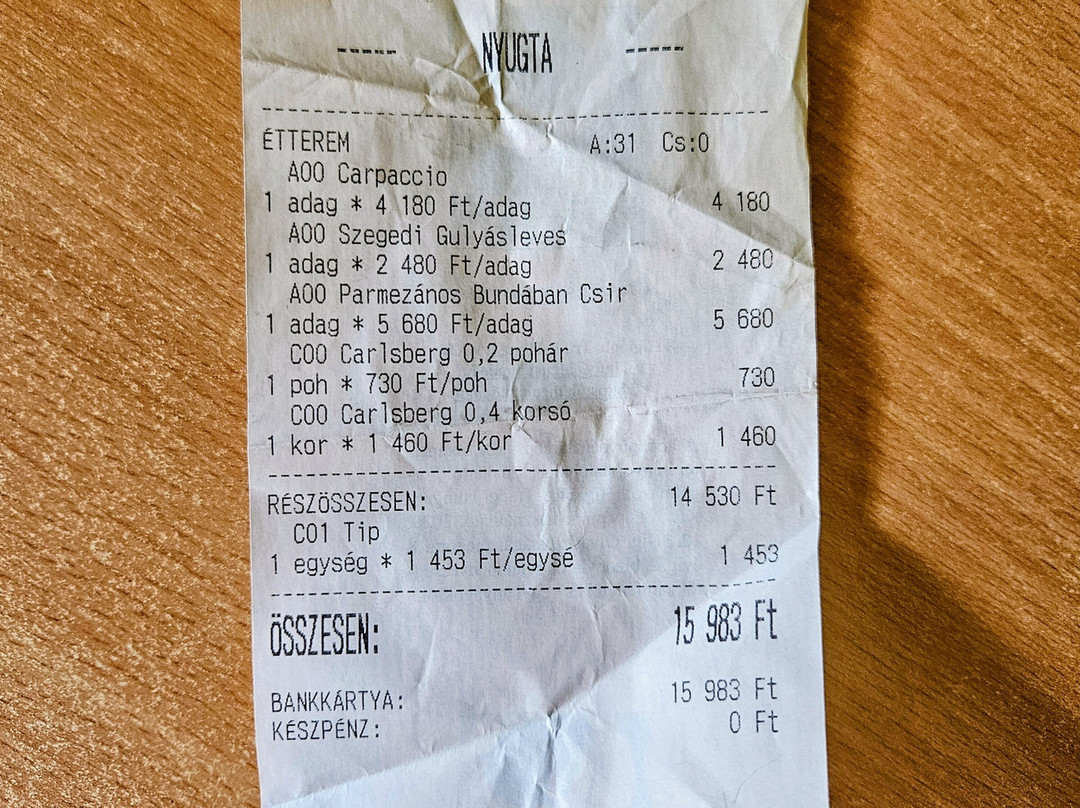 ----- NYUGTA -----
ÉTTEREM A:31 Cs:0
A00 Carpaccio
1 adag * 4 180 Ft/adag 4 180
A00 Szegedi Gulyásleves
1 adag * 2 480 Ft/adag 2 480
A00 Parmezános Bundában Csir
1 adag * 5 680 Ft/adag 5 680
C00 Carlsberg 0,2 pohár
1 poh * 730 Ft/poh 730
C00 Carlsberg 0,4 korsó
1 kor * 1 460 Ft/kor 1 460
RÉSZÖSSZESEN: 14 530 Ft
C01 Tip
1 egység * 1 453 Ft/egysé 1 453
ÖSSZESEN: 15 983 Ft
BANKKÁRTYA: 15 983 Ft
KÉSZPÉNZ: 0 Ft